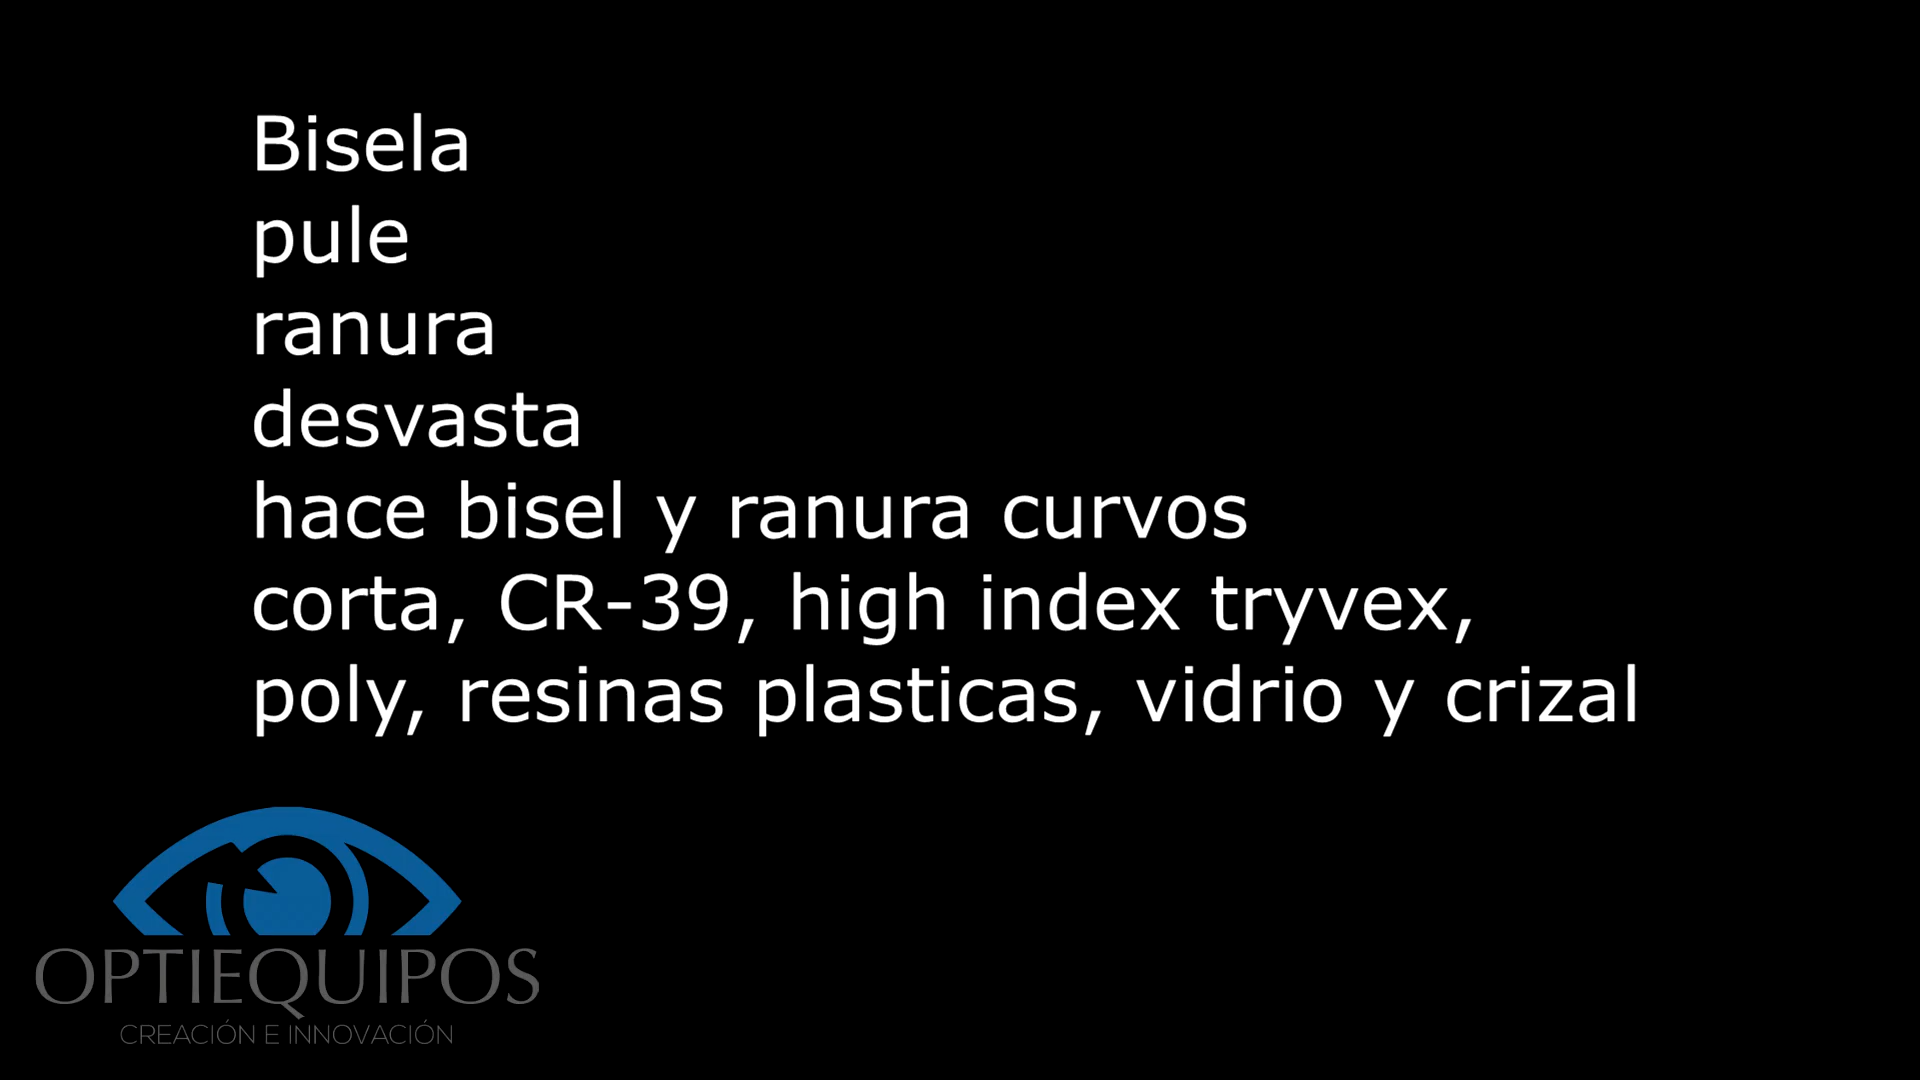 Bisela
pule
ranura
desvasta
hace bisel y ranura curvos
corta, CR-39, high index tryvex,
poly, resinas plasticas, vidrio y crizal
OPTIEQUIPOS
CREACIÓN E INNOVACIÓN